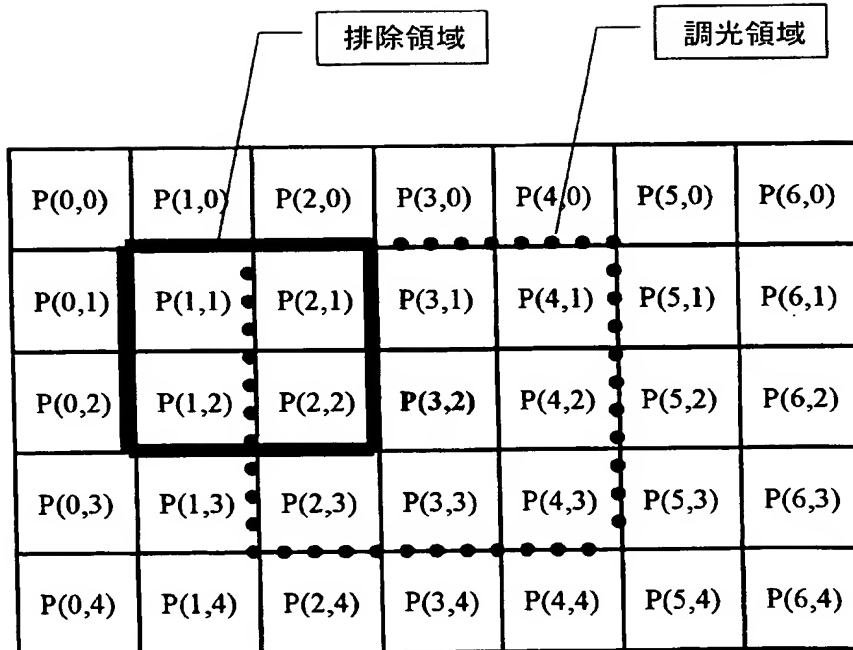 排除領域 調光領域
P(0,0) P(1,0) P(2,0) P(3,0) P(4,0) P(5,0) P(6,0)
P(0,1) P(1,1) P(2,1) P(3,1) P(4,1) P(5,1) P(6,1)
P(0,2) P(1,2) P(2,2) P(3,2) P(4,2) P(5,2) P(6,2)
P(0,3) P(1,3) P(2,3) P(3,3) P(4,3) P(5,3) P(6,3)
P(0,4) P(1,4) P(2,4) P(3,4) P(4,4) P(5,4) P(6,4)